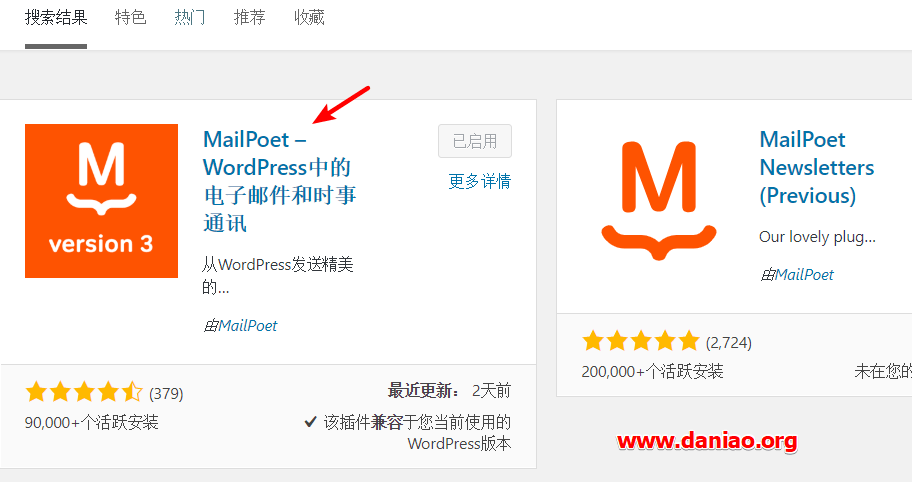 搜索结果 特色 热门 推荐 收藏
M
version 3
MailPoet –
WordPress中的
电子邮件和时事
通讯
已启用
更多详情
从WordPress发送精美
的...
由MailPoet
(379)
90,000+个活跃安装
最近更新： 2天前
该插件兼容于您当前使用的
WordPress版本
M
MailPoet
Newsletters
(Previous)
Our lovely plug...
由MailPoet
(2,724)
200,000+个活跃安装
未在您的
www.daniao.org